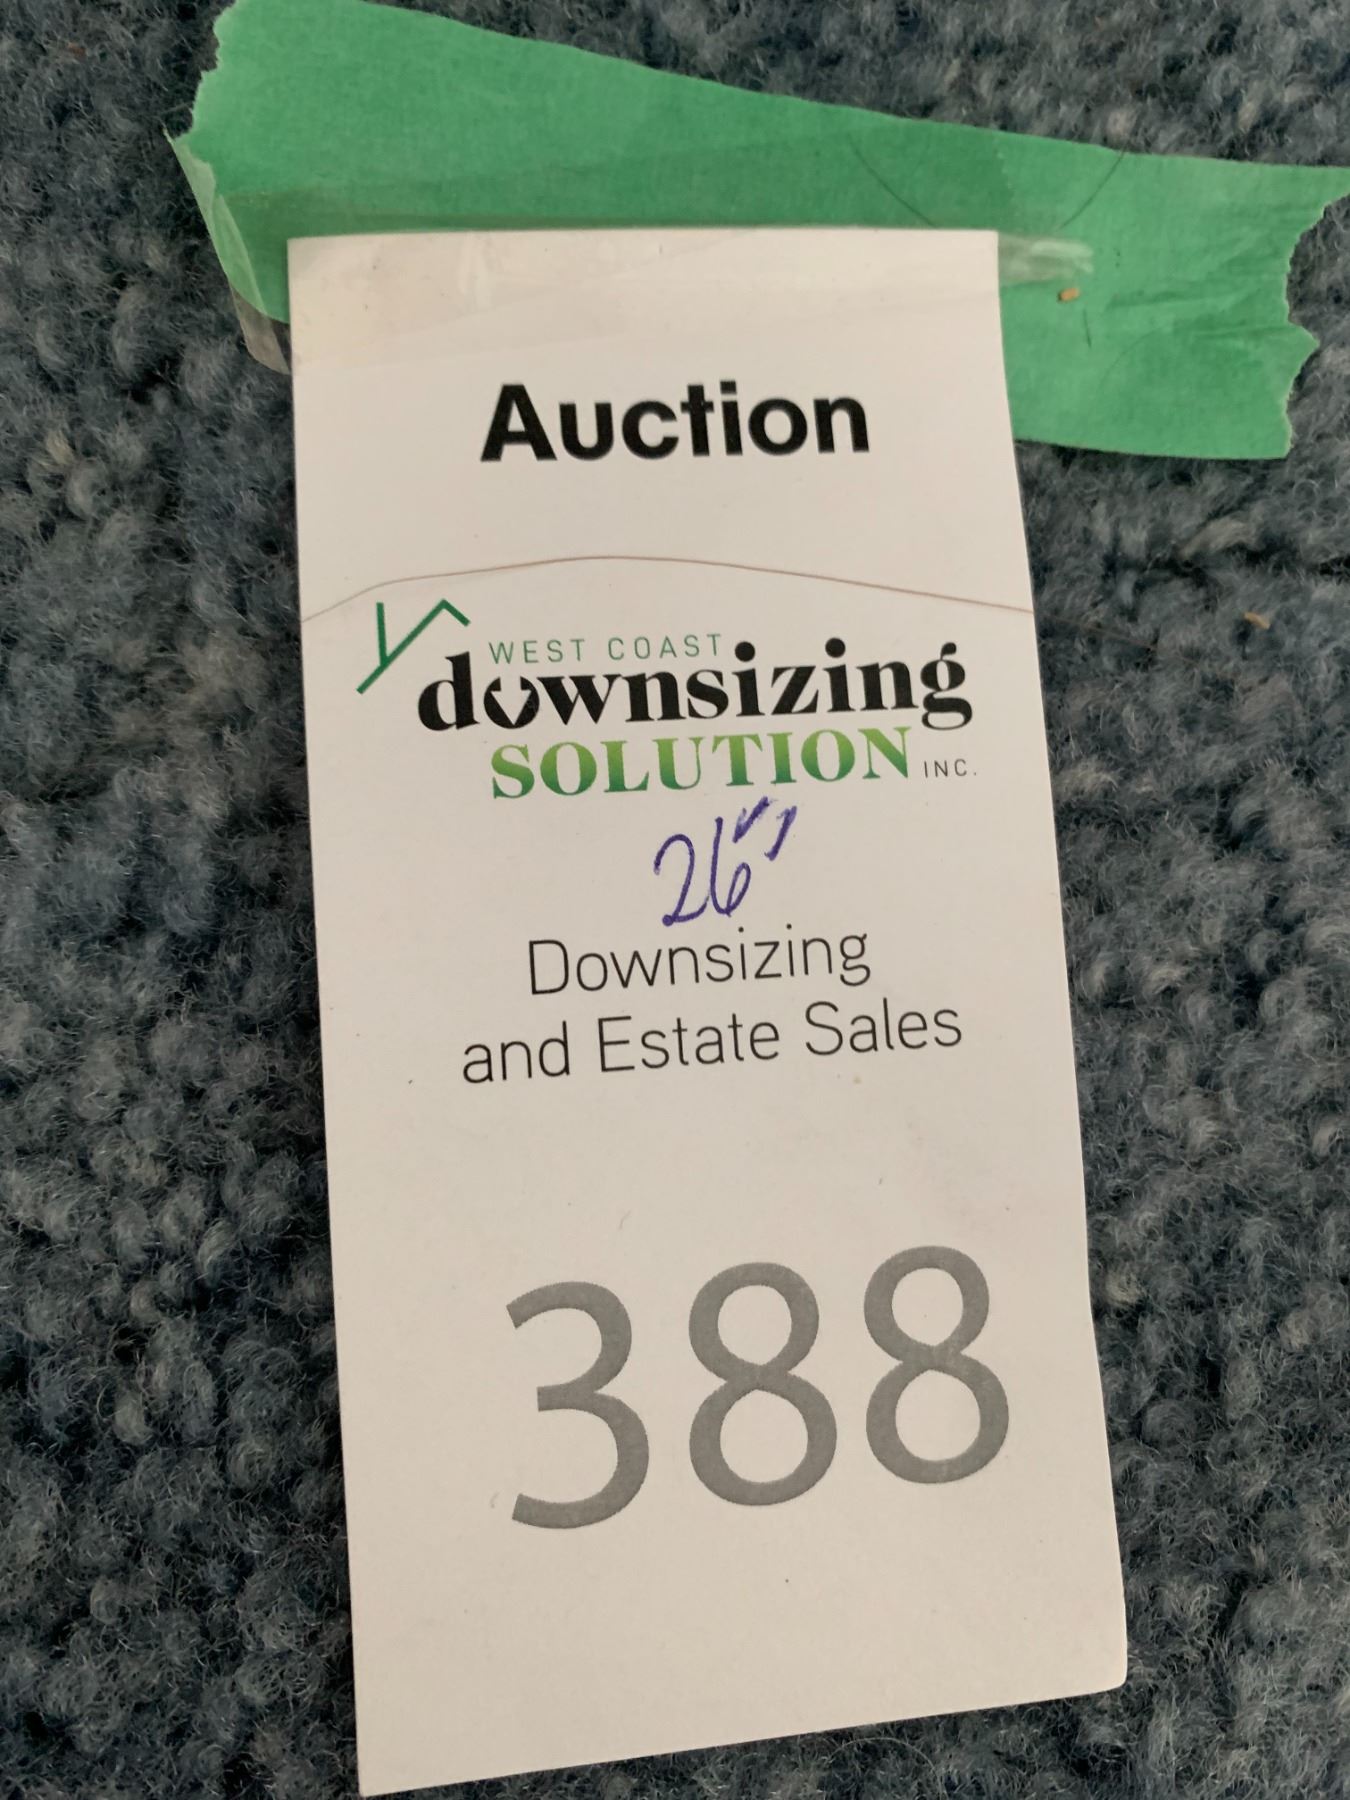 Auction
WEST COAST
downsizing
SOLUTION INC.
26
Downsizing
and Estate Sales
388